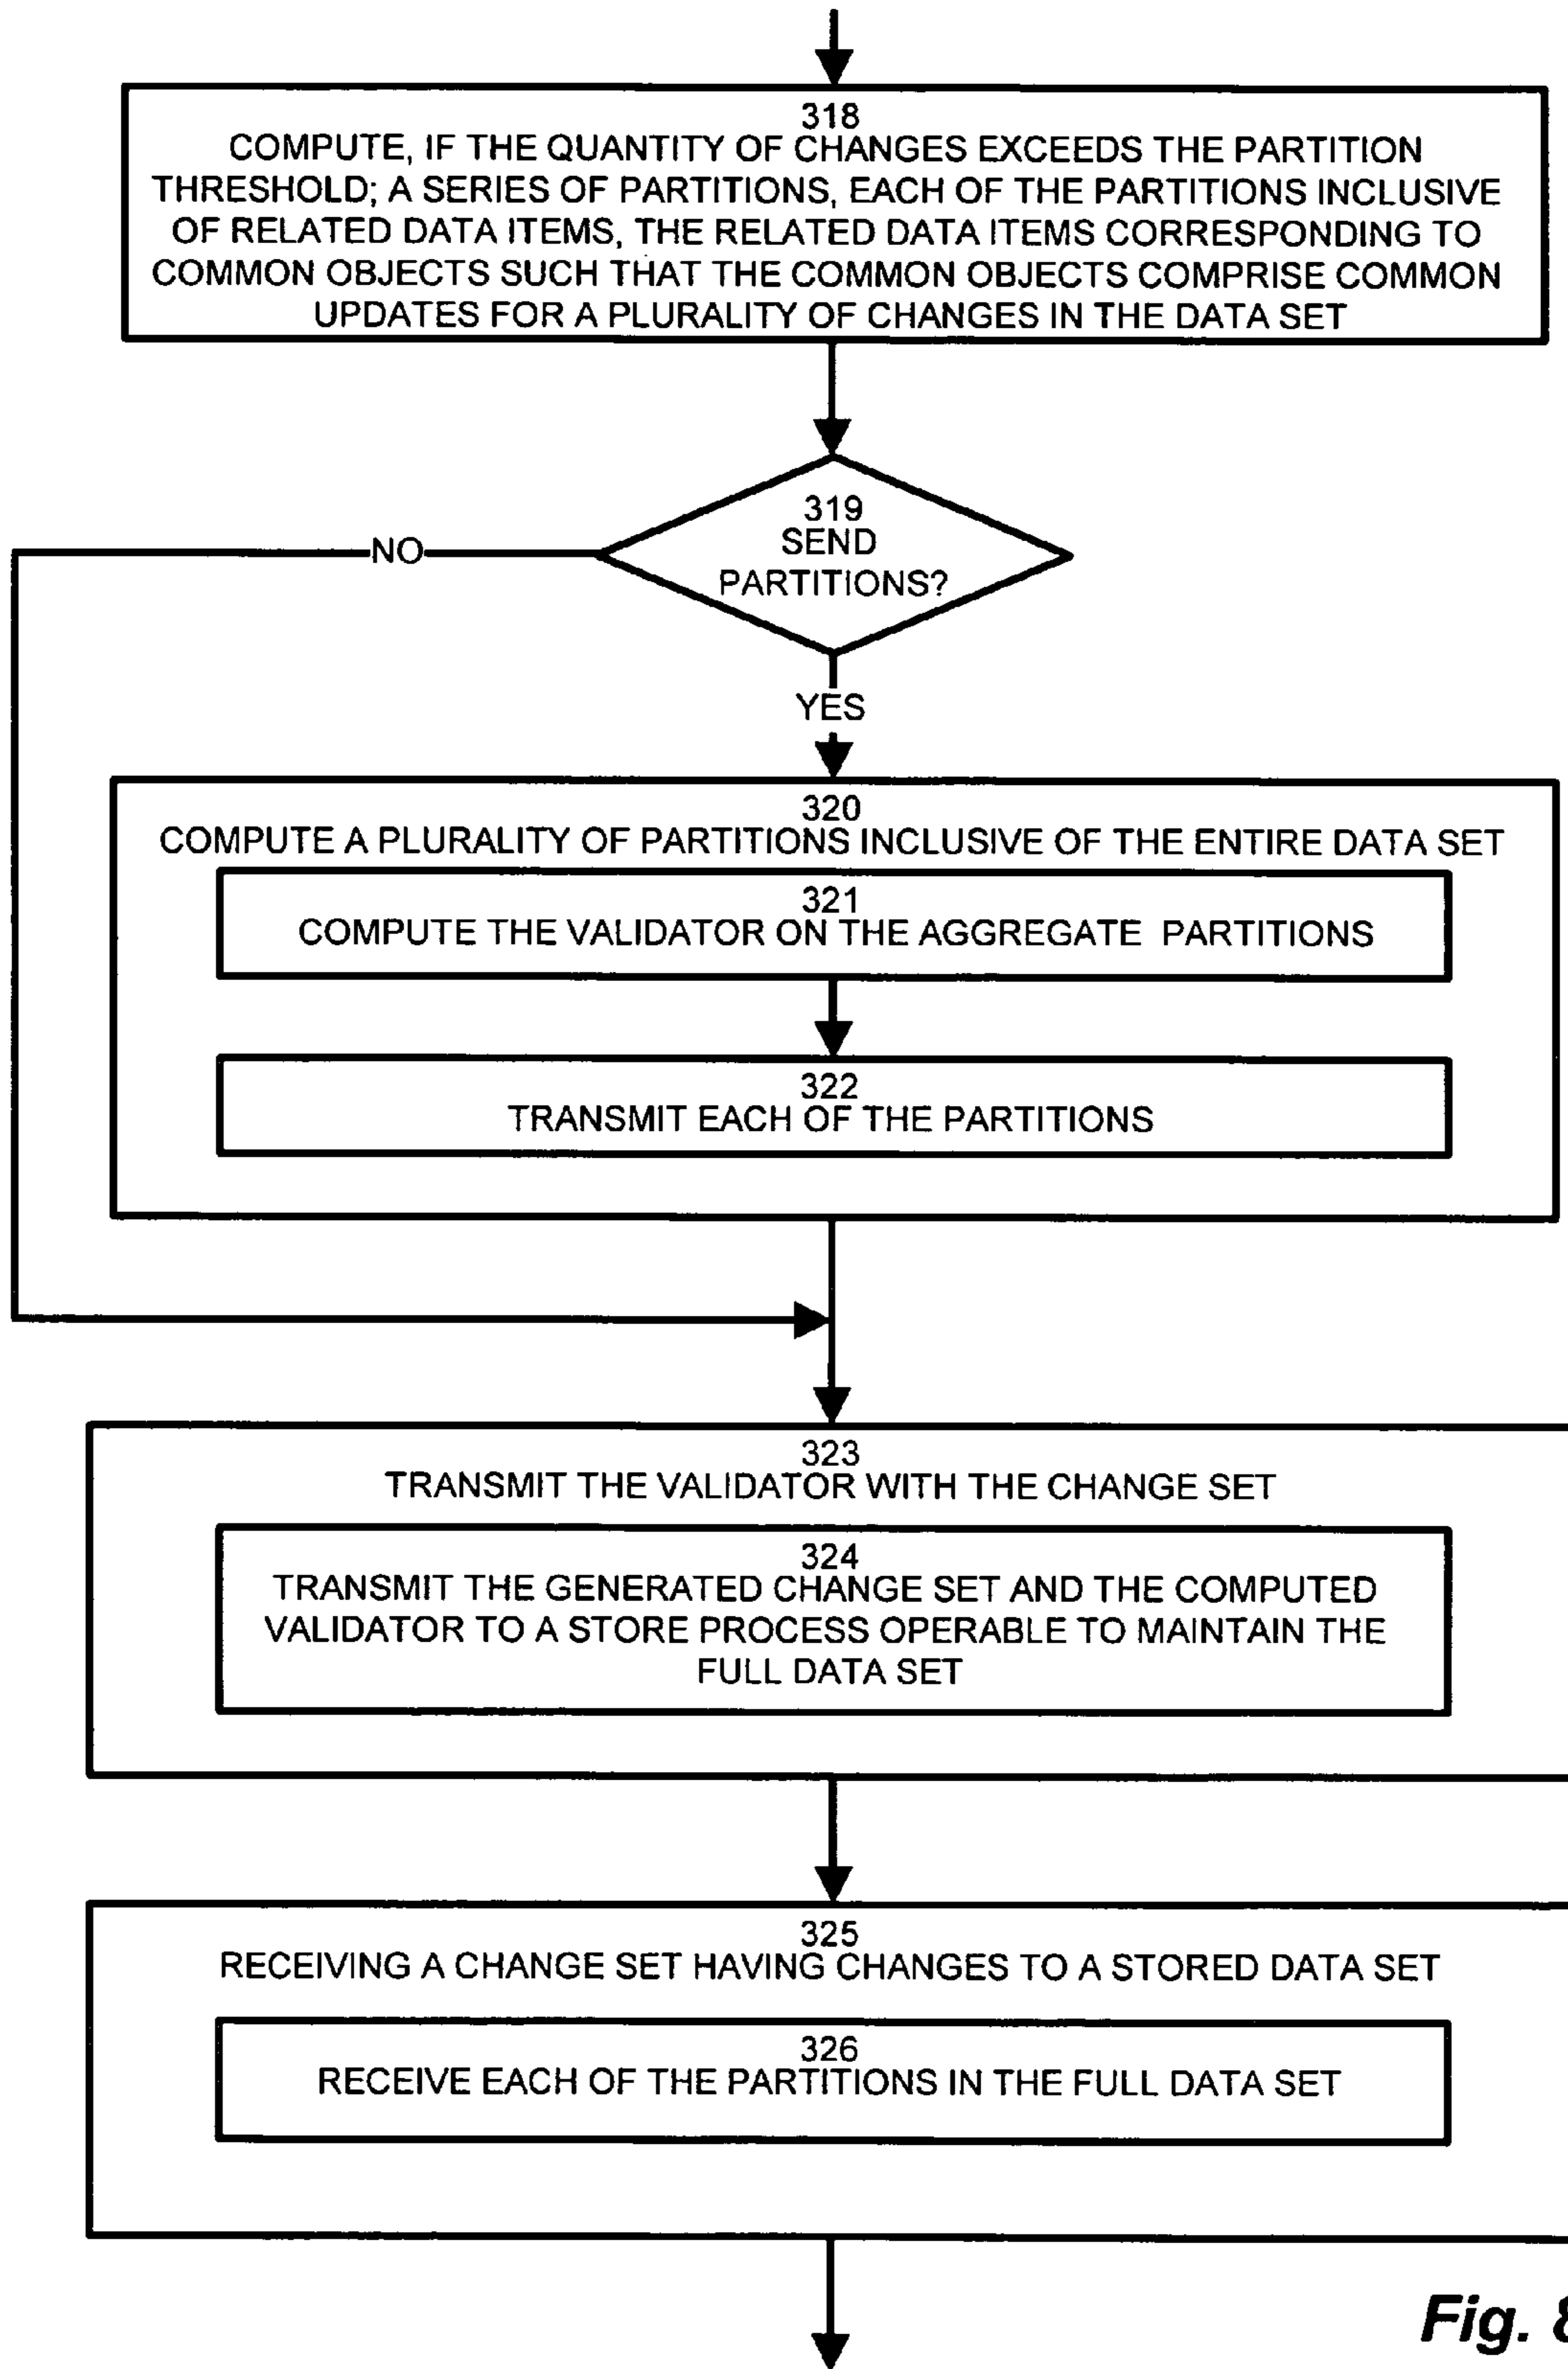 318
COMPUTE, IF THE QUANTITY OF CHANGES EXCEEDS THE PARTITION
THRESHOLD; A SERIES OF PARTITIONS, EACH OF THE PARTITIONS INCLUSIVE
OF RELATED DATA ITEMS, THE RELATED DATA ITEMS CORRESPONDING TO
COMMON OBJECTS SUCH THAT THE COMMON OBJECTS COMPRISE COMMON
UPDATES FOR A PLURALITY OF CHANGES IN THE DATA SET
319
SEND
PARTITIONS?
NO
YES
320
COMPUTE A PLURALITY OF PARTITIONS INCLUSIVE OF THE ENTIRE DATA SET
321
COMPUTE THE VALIDATOR ON THE AGGREGATE PARTITIONS
322
TRANSMIT EACH OF THE PARTITIONS
323
TRANSMIT THE VALIDATOR WITH THE CHANGE SET
324
TRANSMIT THE GENERATED CHANGE SET AND THE COMPUTED
VALIDATOR TO A STORE PROCESS OPERABLE TO MAINTAIN THE
FULL DATA SET
325
RECEIVING A CHANGE SET HAVING CHANGES TO A STORED DATA SET
326
RECEIVE EACH OF THE PARTITIONS IN THE FULL DATA SET
Fig. 8